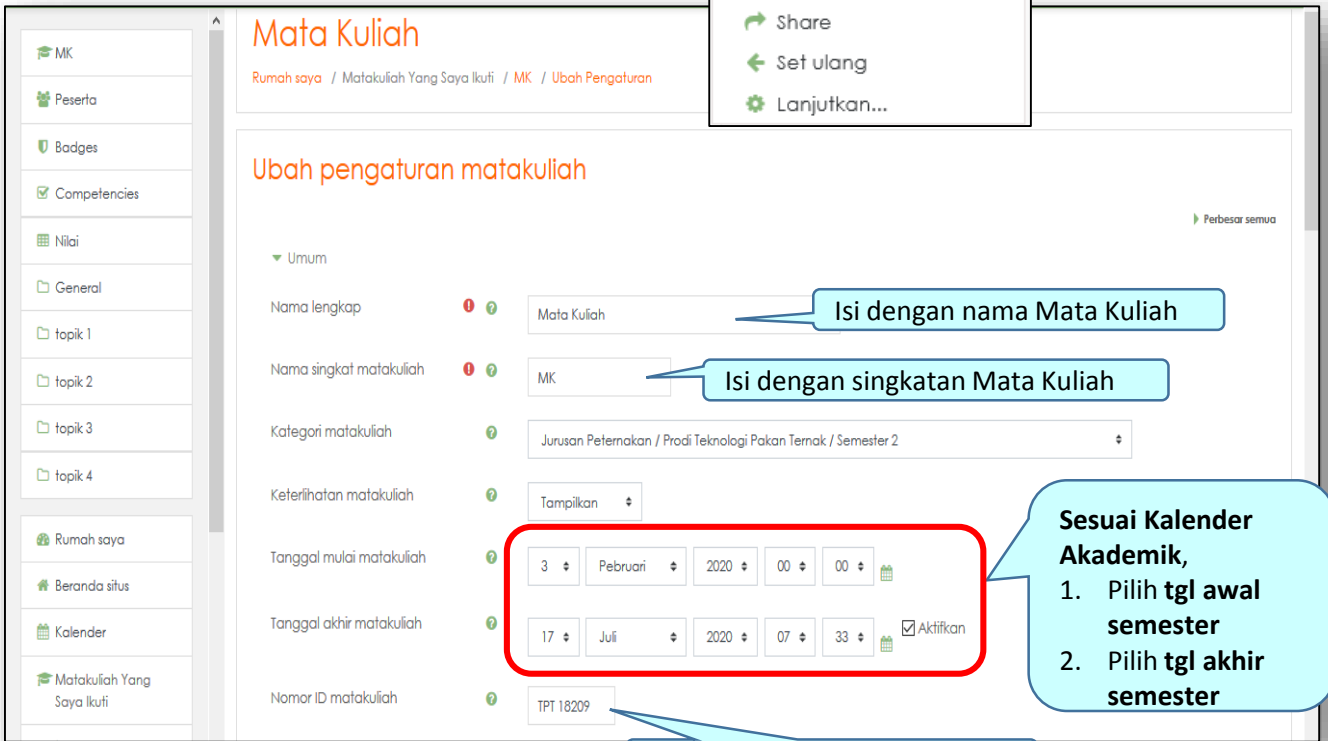 Share
Set ulang
Lanjutkan...
MK
Peserta
Badges
Competencies
Nilai
General
topik 1
topik 2
topik 3
topik 4
Rumah saya
Beranda situs
Kalender
Matakuliah Yang
Saya Ikuti
Mata Kuliah
Rumah saya / Matakuliah Yang Saya Ikuti / MK / Ubah Pengaturan
Ubah pengaturan matakuliah
Perbesar semua
Umum
Nama lengkap
Mata Kuliah
Isi dengan nama Mata Kuliah
Nama singkat matakuliah
MK
Isi dengan singkatan Mata Kuliah
Kategori matakuliah
Jurusan Peternakan / Prodi Teknologi Pakan Ternak / Semester 2
Keterlihatan matakuliah
Tampilkan
Tanggal mulai matakuliah
3 Pebruari 2020 00 00
Tanggal akhir matakuliah
17 Juli 2020 07 33 Aktifkan
Sesuai Kalender
Akademik,
1. Pilih tgl awal
semester
2. Pilih tgl akhir
semester
Nomor ID matakuliah
TPT 18209